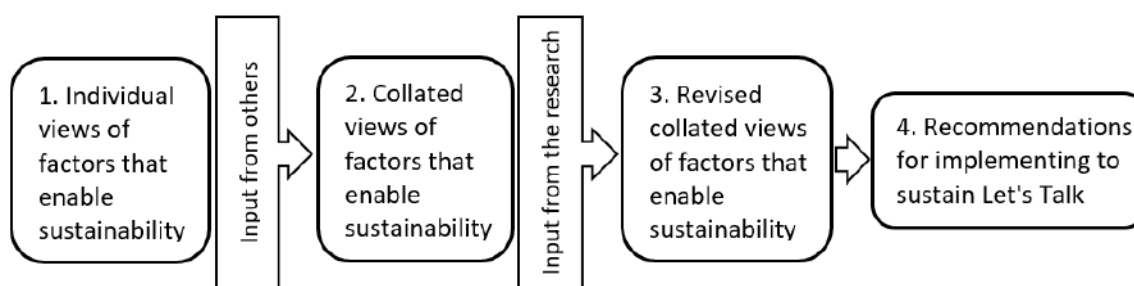 1. Individual
views of
factors that
enable
sustainability
Input from others
2. Collated
views of
factors that
enable
sustainability
Input from the research
3. Revised
collated views
of factors that
enable
sustainability
4. Recommendations
for implementing to
sustain Let's Talk